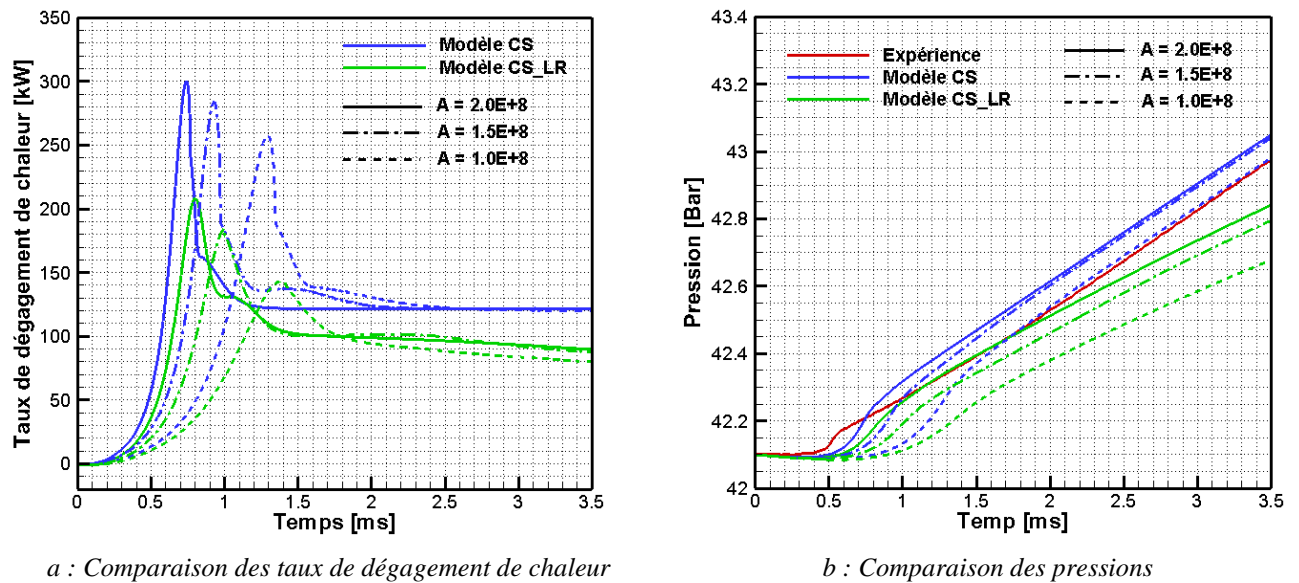 Taux de dégagement de chaleur [kW]
350
300
250
200
150
100
50
0
Modèle CS
Modèle CS_LR
A = 2.0E+8
A = 1.5E+8
A = 1.0E+8
0 0.5 1 1.5 2 2.5 3 3.5
Temps [ms]
a : Comparaison des taux de dégagement de chaleur
Pression [Bar]
43.4
43.2
43
42.8
42.6
42.4
42.2
42
Expérience
Modèle CS
Modèle CS_LR
A = 2.0E+8
A = 1.5E+8
A = 1.0E+8
0 0.5 1 1.5 2 2.5 3 3.5
Temp [ms]
b : Comparaison des pressions